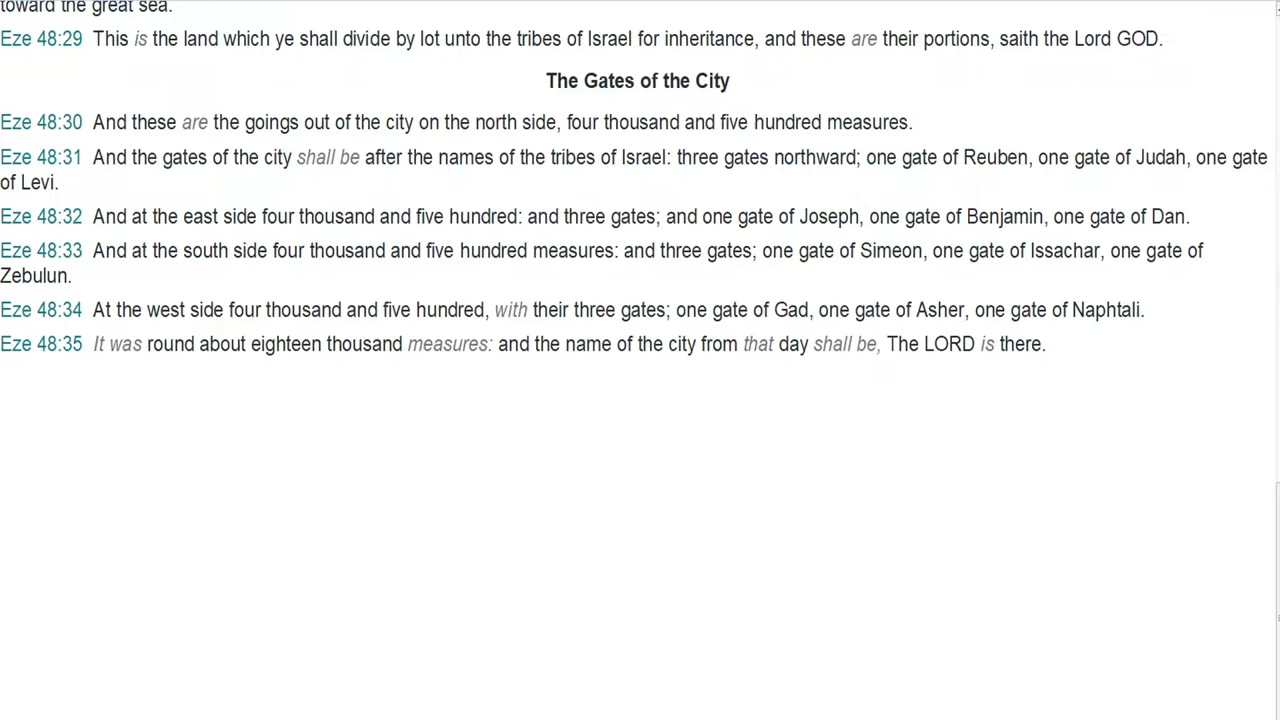 toward the great sea.
Eze 48:29 This is the land which ye shall divide by lot unto the tribes of Israel for inheritance, and these are their portions, saith the Lord GOD.
The Gates of the City
Eze 48:30 And these are the goings out of the city on the north side, four thousand and five hundred measures.
Eze 48:31 And the gates of the city shall be after the names of the tribes of Israel: three gates northward; one gate of Reuben, one gate of Judah, one gate
of Levi.
Eze 48:32 And at the east side four thousand and five hundred: and three gates; and one gate of Joseph, one gate of Benjamin, one gate of Dan.
Eze 48:33 And at the south side four thousand and five hundred measures: and three gates; one gate of Simeon, one gate of Issachar, one gate of
Zebulun.
Eze 48:34 At the west side four thousand and five hundred, with their three gates; one gate of Gad, one gate of Asher, one gate of Naphtali.
Eze 48:35 It was round about eighteen thousand measures: and the name of the city from that day shall be, The LORD is there.